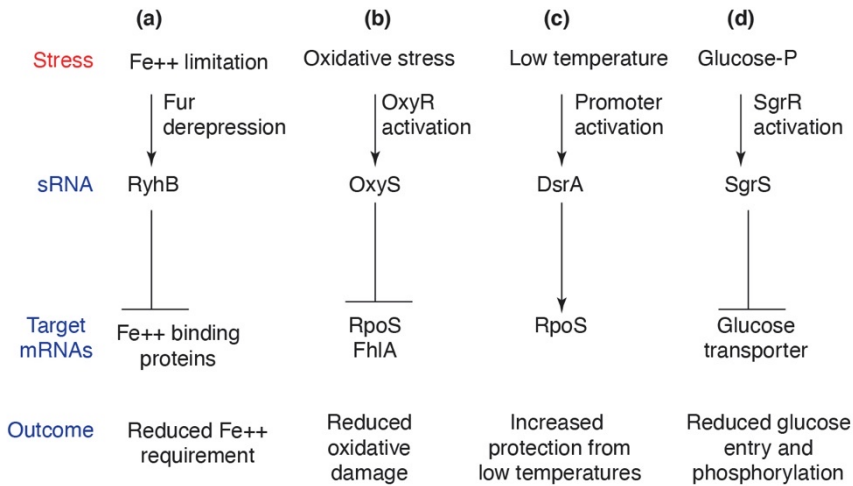 (a) (b) (c) (d)
Stress Fe++ limitation Oxidative stress Low temperature Glucose-P
Fur OxyR Promoter SgrR
derepression activation activation activation
sRNA RyhB OxyS DsrA SgrS
Target Fe++ binding RpoS RpoS Glucose
mRNAs proteins FhlA transporter
Outcome Reduced Fe++ Reduced Increased Reduced glucose
requirement oxidative protection from entry and
damage low temperatures phosphorylation